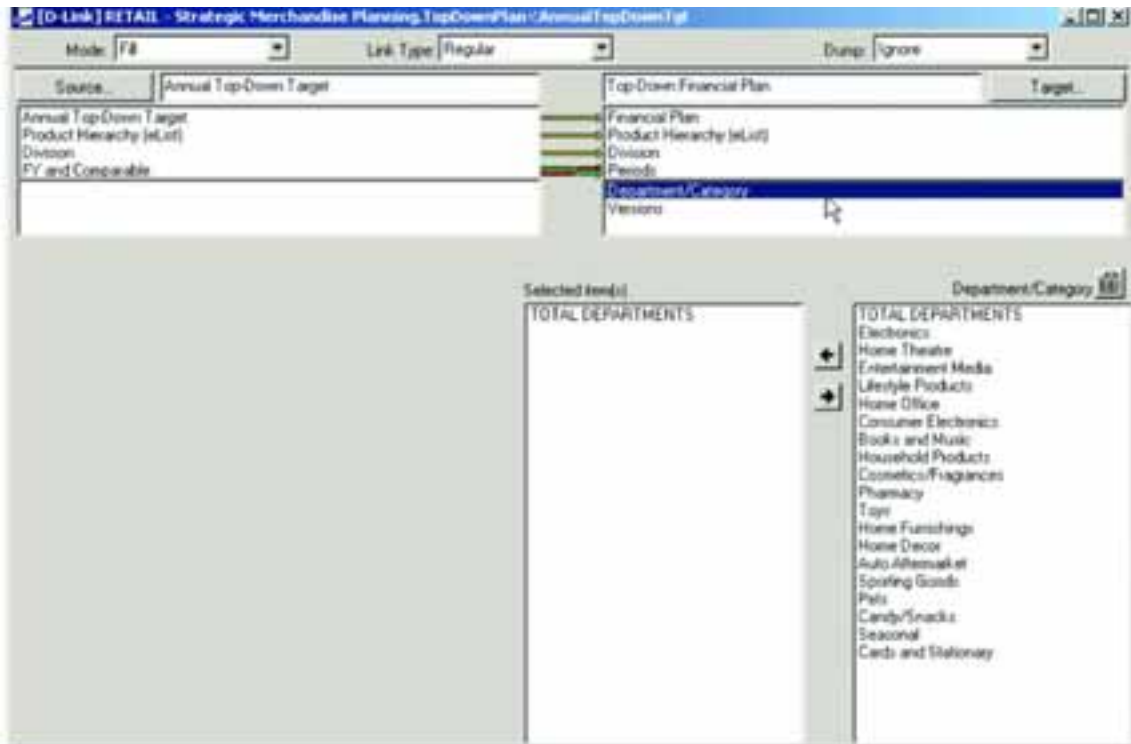 [D-Link] RETAIL - Strategic Merchandise Planning.TopDownPlan <AnnualTopDownTgt
Mode: Fill
Link Type: Regular
Dump: Ignore
Source...
Annual Top-Down Target
Top-Down Financial Plan
Target...
Annual Top-Down Target
Product Hierarchy (eList)
Division
FY and Comparable
Financial Plan
Product Hierarchy (eList)
Division
Periods
Department/Category
Versions
Selected item(s)
TOTAL DEPARTMENTS
Department/Category
TOTAL DEPARTMENTS
Electronics
Home Theatre
Entertainment Media
Lifestyle Products
Home Office
Consumer Electronics
Books and Music
Household Products
Cosmetics/Fragrances
Pharmacy
Toys
Home Furnishings
Home Decor
Auto Aftermarket
Sporting Goods
Pets
Candy/Snacks
Seasonal
Cards and Stationary